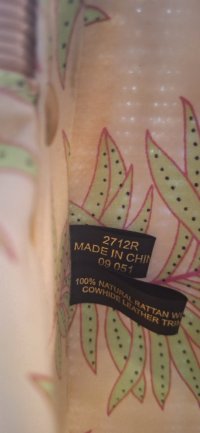 2712R
MADE IN CHIN
09 051
100% NATURAL RATTAN W
COWHIDE LEATHER TRI